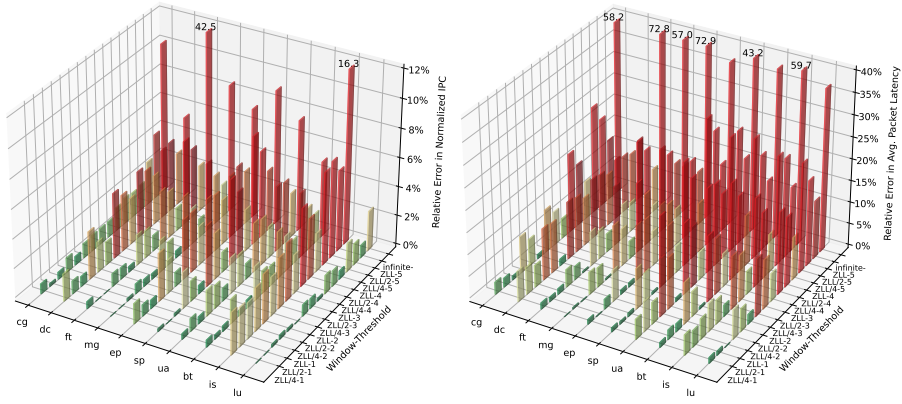 42.5
16.3
12%
10%
8%
6%
4%
2%
0%
Relative Error in Normalized IPC
infinite-
ZLL-5
ZLL/2-5
ZLL/4-5
ZLL-4
ZLL/2-4
ZLL/4-4
ZLL-3
ZLL/2-3
ZLL/4-3
ZLL-2
ZLL/2-2
ZLL/4-2
ZLL-1
ZLL/2-1
ZLL/4-1
Window-Threshold
cg
dc
ft
mg
ep
sp
ua
bt
is
lu
58.2
72.8
57.0
72.9
43.2
59.7
40%
35%
30%
25%
20%
15%
10%
5%
0%
Relative Error in Avg. Packet Latency
infinite-
ZLL-5
ZLL/2-5
ZLL/4-5
ZLL-4
ZLL/2-4
ZLL/4-4
ZLL-3
ZLL/2-3
ZLL/4-3
ZLL-2
ZLL/2-2
ZLL/4-2
ZLL-1
ZLL/2-1
ZLL/4-1
Window-Threshold
cg
dc
ft
mg
ep
sp
ua
bt
is
lu